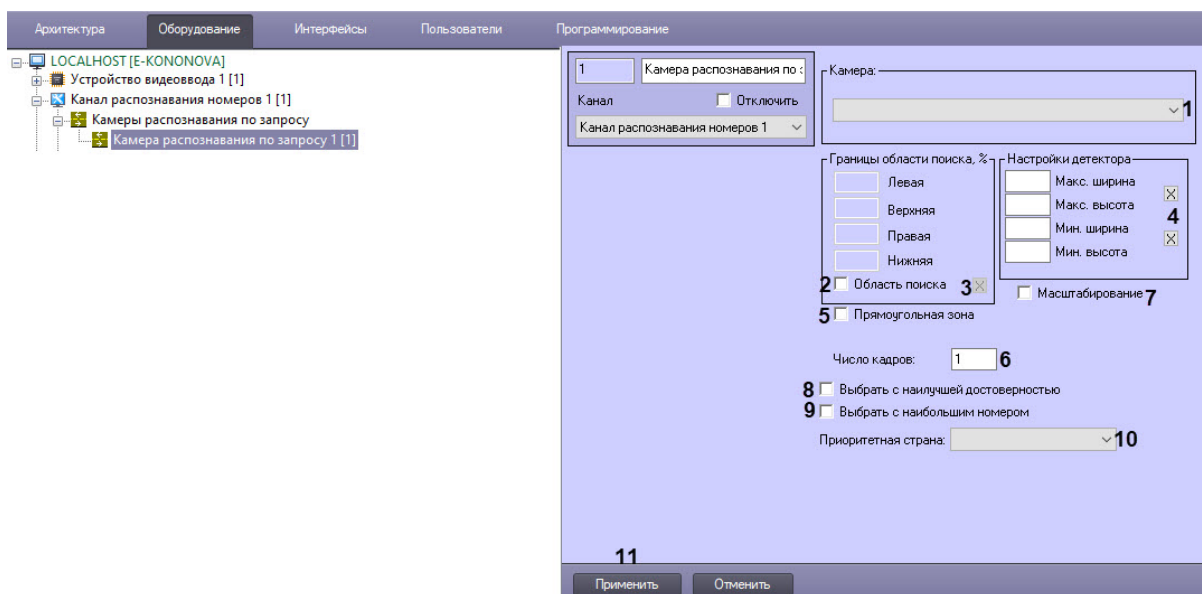 Архитектура Оборудование Интерфейсы Пользователи Программирование
LOCALHOST [E-KONONOVA]
Устройство видеоввода 1 [1]
Канал распознавания номеров 1 [1]
Камеры распознавания по запросу
Камера распознавания по запросу 1 [1]
1 Камера распознавания по з
Канал Отключить
Канал распознавания номеров 1
Камера:
1
Границы области поиска, %
Левая
Верхняя
Правая
Нижняя
2 Область поиска 3 X
Настройки детектора
Макс. ширина
Макс. высота
Мин. ширина
Мин. высота
X
4
X
Масштабирование 7
5 Прямоугольная зона
Число кадров: 1 6
8 Выбрать с наилучшей достоверностью
9 Выбрать с наибольшим номером
Приоритетная страна: 10
11
Применить Отменить